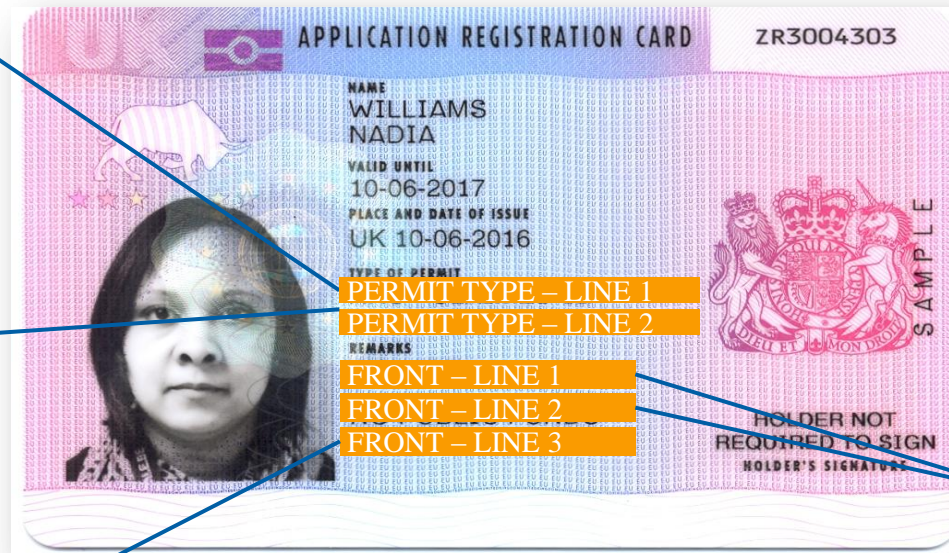 UK
APPLICATION REGISTRATION CARD
ZR3004303
NAME
WILLIAMS
NADIA
VALID UNTIL
10-06-2017
PLACE AND DATE OF ISSUE
UK 10-06-2016
TYPE OF PERMIT
PERMIT TYPE – LINE 1
PERMIT TYPE – LINE 2
REMARKS
FRONT – LINE 1
FRONT – LINE 2
FRONT – LINE 3
SAMPLE
DIEU ET MON DROIT
HOLDER NOT
REQUIRED TO SIGN
HOLDER'S SIGNATURE